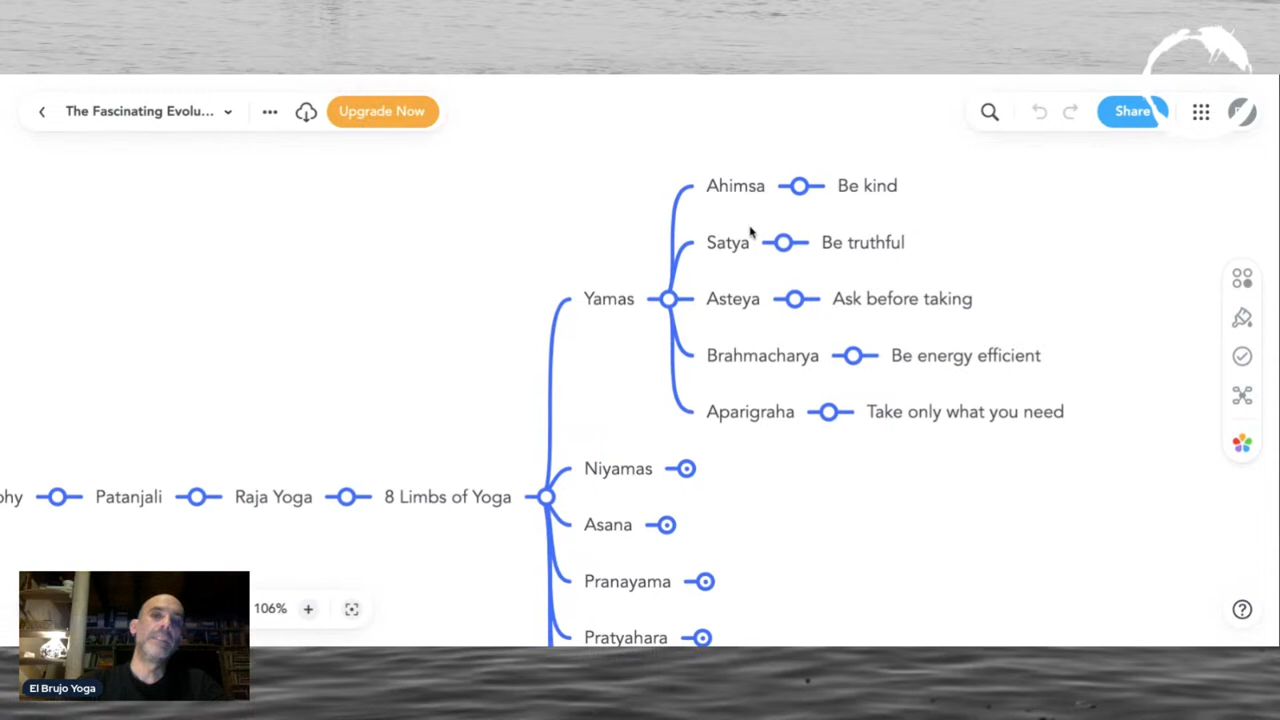 The Fascinating Evolu...
Upgrade Now
Share
Ahimsa
Be kind
Satya
Be truthful
Yamas
Asteya
Ask before taking
Brahmacharya
Be energy efficient
Aparigraha
Take only what you need
Niyamas
phy
Patanjali
Raja Yoga
8 Limbs of Yoga
Asana
Pranayama
106%
Pratyahara
El Brujo Yoga